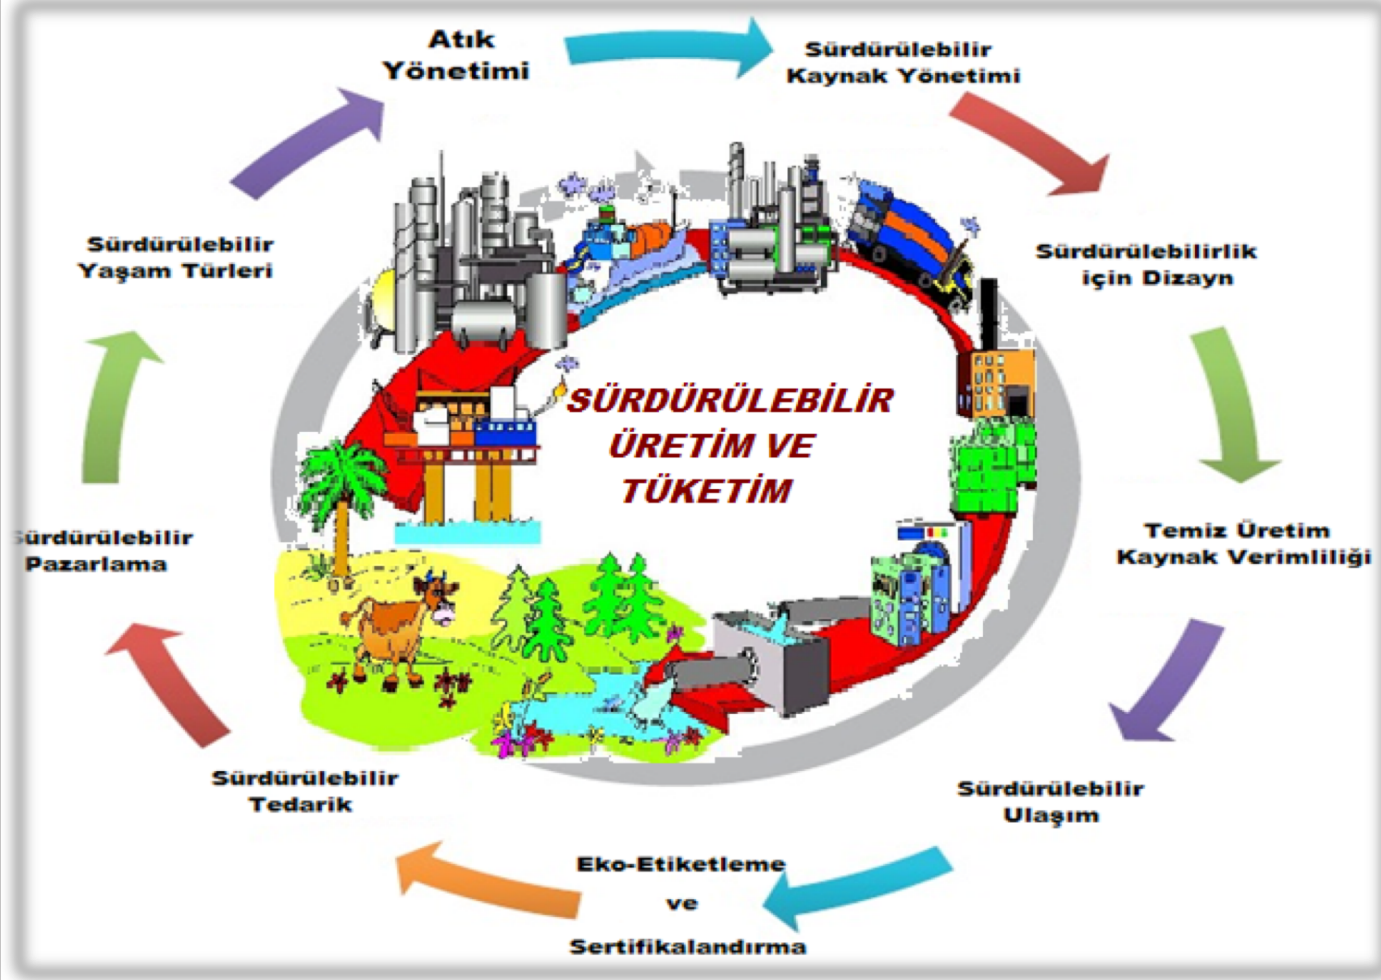 Atık
Yönetimi
Sürdürülebilir
Kaynak Yönetimi
Sürdürülebilirlik
için Dizayn
Temiz Üretim
Kaynak Verimliliği
Sürdürülebilir
Ulaşım
Eko-Etiketleme
ve
Sertifikalandırma
Sürdürülebilir
Tedarik
Sürdürülebilir
Pazarlama
Sürdürülebilir
Yaşam Türleri
SÜRDÜRÜLEBİLİR
ÜRETİM VE
TÜKETİM